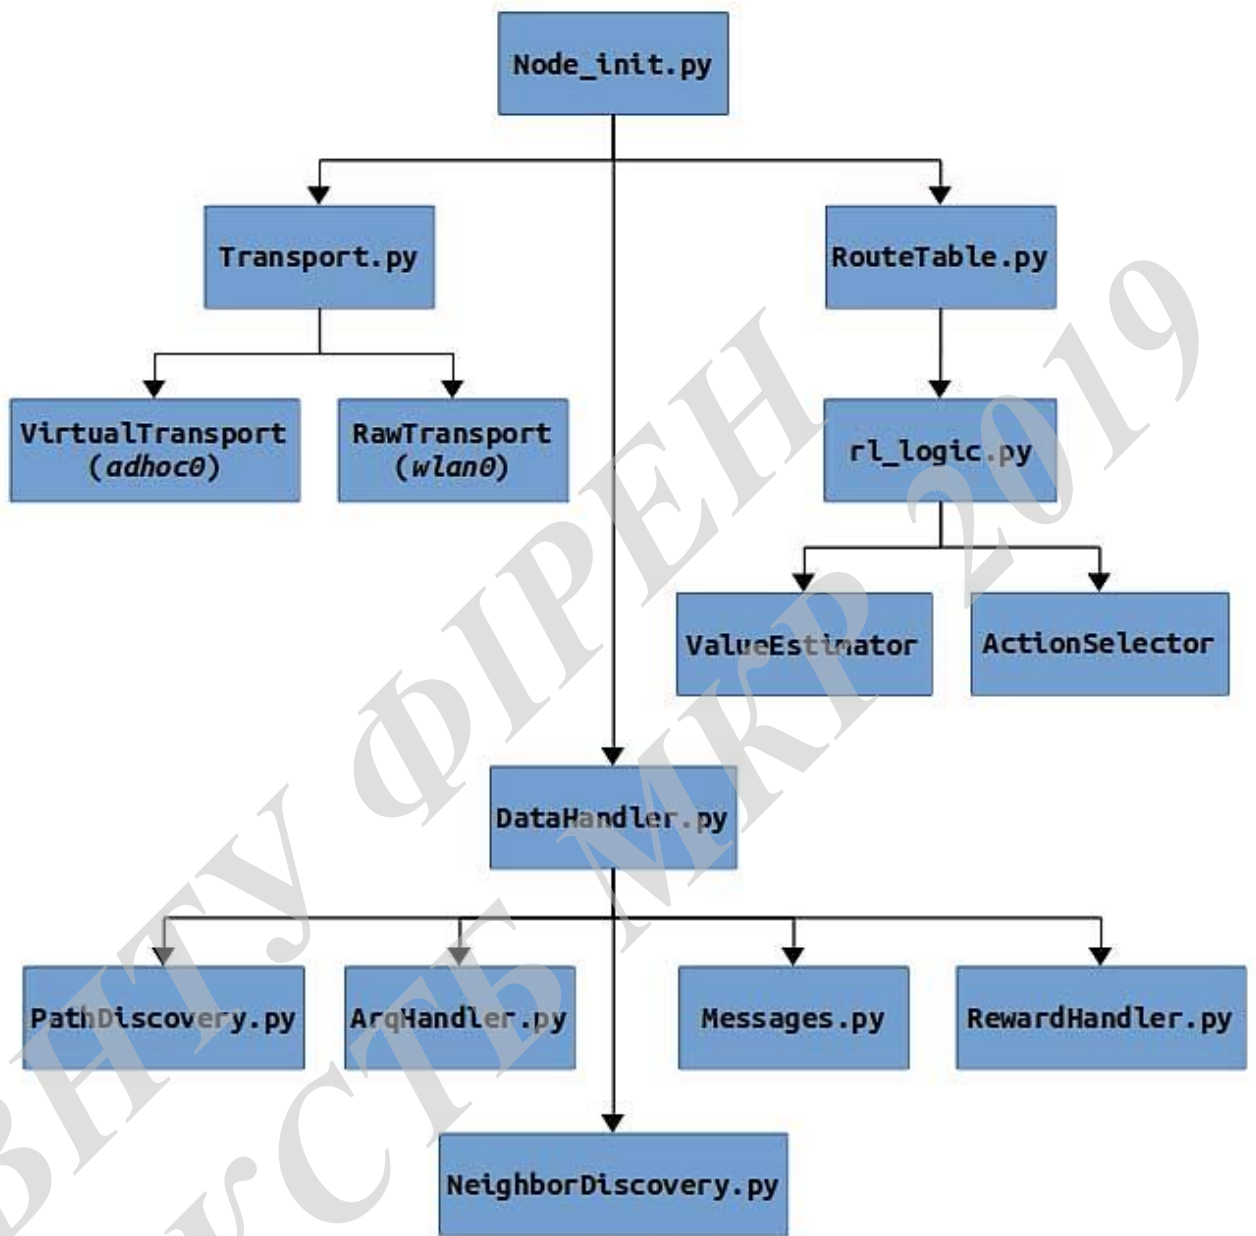 Node_init.py
Transport.py
RouteTable.py
VirtualTransport
(adhoc0)
RawTransport
(wlan0)
rl_logic.py
ValueEstimator
ActionSelector
DataHandler.py
PathDiscovery.py
ArqHandler.py
Messages.py
RewardHandler.py
NeighborDiscovery.py
ВНТУ ФІРЕН
КСТБ МКР 2019